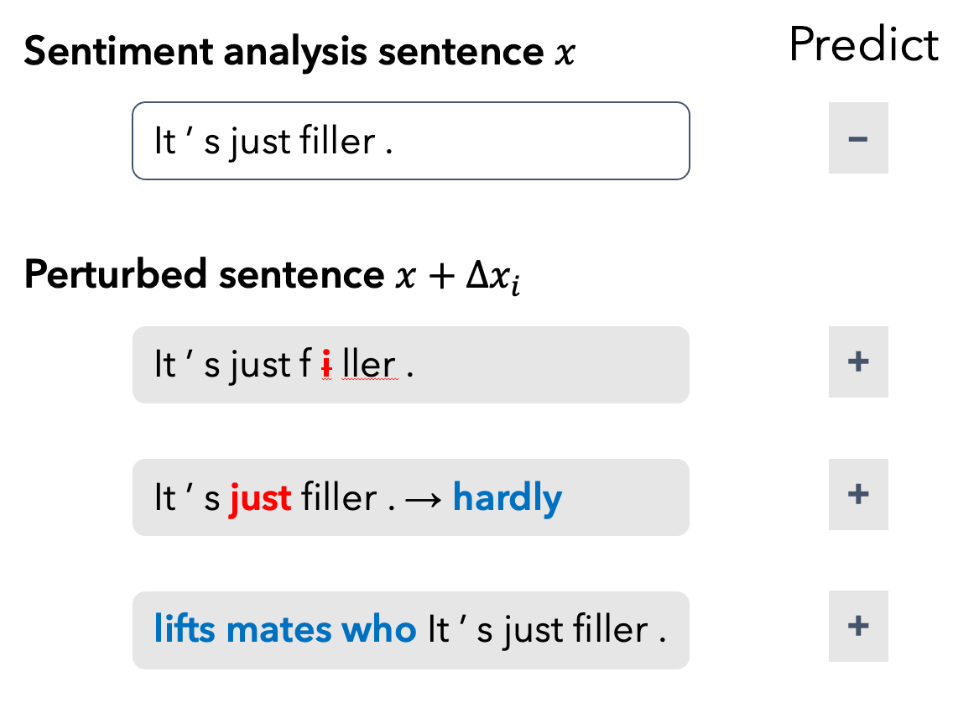 Sentiment analysis sentence x
Predict
It ’ s just filler .
−
Perturbed sentence x + Δxᵢ
It ’ s just f i ller .
+
It ’ s just filler . → hardly
+
lifts mates who It ’ s just filler .
+